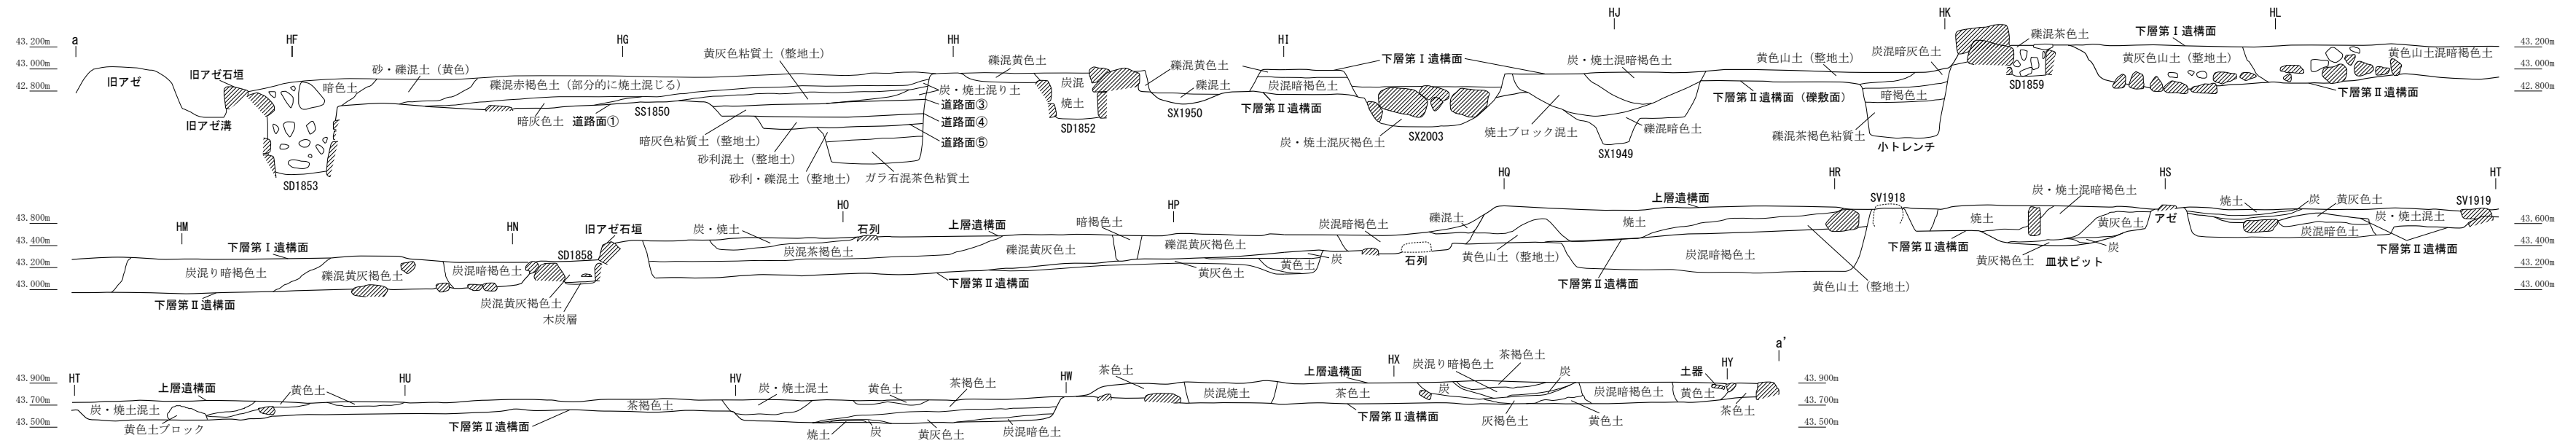 a HF HG HH HI HJ HK HL
43.200m
43.000m
42.800m
旧アゼ
旧アゼ石垣
旧アゼ溝
暗色土
SD1853
砂・礫混土（黄色）
礫混赤褐色土（部分的に焼土混じる）
暗灰色土
道路面①
SS1850
黄灰色粘質土（整地土）
暗灰色粘質土（整地土）
砂利混土（整地土）
砂利・礫混土（整地土）
ガラ石混茶色粘質土
炭・焼土混り土
道路面③
道路面④
道路面⑤
礫混黄色土
炭混
焼土
SD1852
礫混黄色土
礫混土
SX1950
炭混暗褐色土
下層第Ⅰ遺構面
下層第Ⅱ遺構面
炭・焼土混灰褐色土
SX2003
焼土ブロック混土
炭・焼土混暗褐色土
SX1949
礫混暗色土
黄色山土（整地土）
下層第Ⅱ遺構面（礫敷面）
炭混暗灰色土
暗褐色土
礫混茶褐色粘質土
小トレンチ
礫混茶色土
SD1859
下層第Ⅰ遺構面
黄灰色山土（整地土）
黄色山土混暗褐色土
下層第Ⅱ遺構面
43.200m
43.000m
42.800m
HM HN HO HP HQ HR HS HT
43.800m
43.400m
43.200m
43.000m
下層第Ⅰ遺構面
炭混り暗褐色土
下層第Ⅱ遺構面
礫混黄灰褐色土
炭混暗褐色土
SD1858
旧アゼ石垣
炭混黄灰褐色土
木炭層
炭・焼土
炭混茶褐色土
石列
上層遺構面
礫混黄灰色土
下層第Ⅱ遺構面
暗褐色土
礫混黄灰褐色土
黄灰色土
黄色土
炭
炭混暗褐色土
石列
礫混土
黄色山土（整地土）
焼土
上層遺構面
下層第Ⅱ遺構面
炭混暗褐色土
黄色山土（整地土）
SV1918
下層第Ⅱ遺構面
焼土
炭・焼土混暗褐色土
黄灰褐色土
皿状ピット
黄灰色土
炭
アゼ
焼土
炭
黄灰色土
炭・焼土混土
炭混暗色土
下層第Ⅱ遺構面
SV1919
43.600m
43.400m
43.200m
43.000m
HT HU HV HW HX HY a'
43.900m
43.700m
43.500m
炭・焼土混土
黄色土ブロック
上層遺構面
黄色土
下層第Ⅱ遺構面
茶褐色土
炭・焼土混土
黄色土
茶褐色土
焼土
炭
黄灰色土
炭混暗色土
茶色土
炭混焼土
上層遺構面
茶色土
下層第Ⅱ遺構面
炭混り暗褐色土
茶褐色土
炭
炭
灰褐色土
黄色土
炭混暗褐色土
土器
黄色土
茶色土
43.900m
43.700m
43.500m